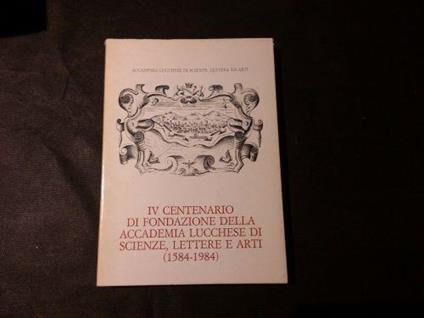 ACCADEMIA LUCCHESE DI SCIENZE, LETTERE ED ARTI
IV CENTENARIO
DI FONDAZIONE DELLA
ACCADEMIA LUCCHESE DI
SCIENZE, LETTERE E ARTI
(1584-1984)